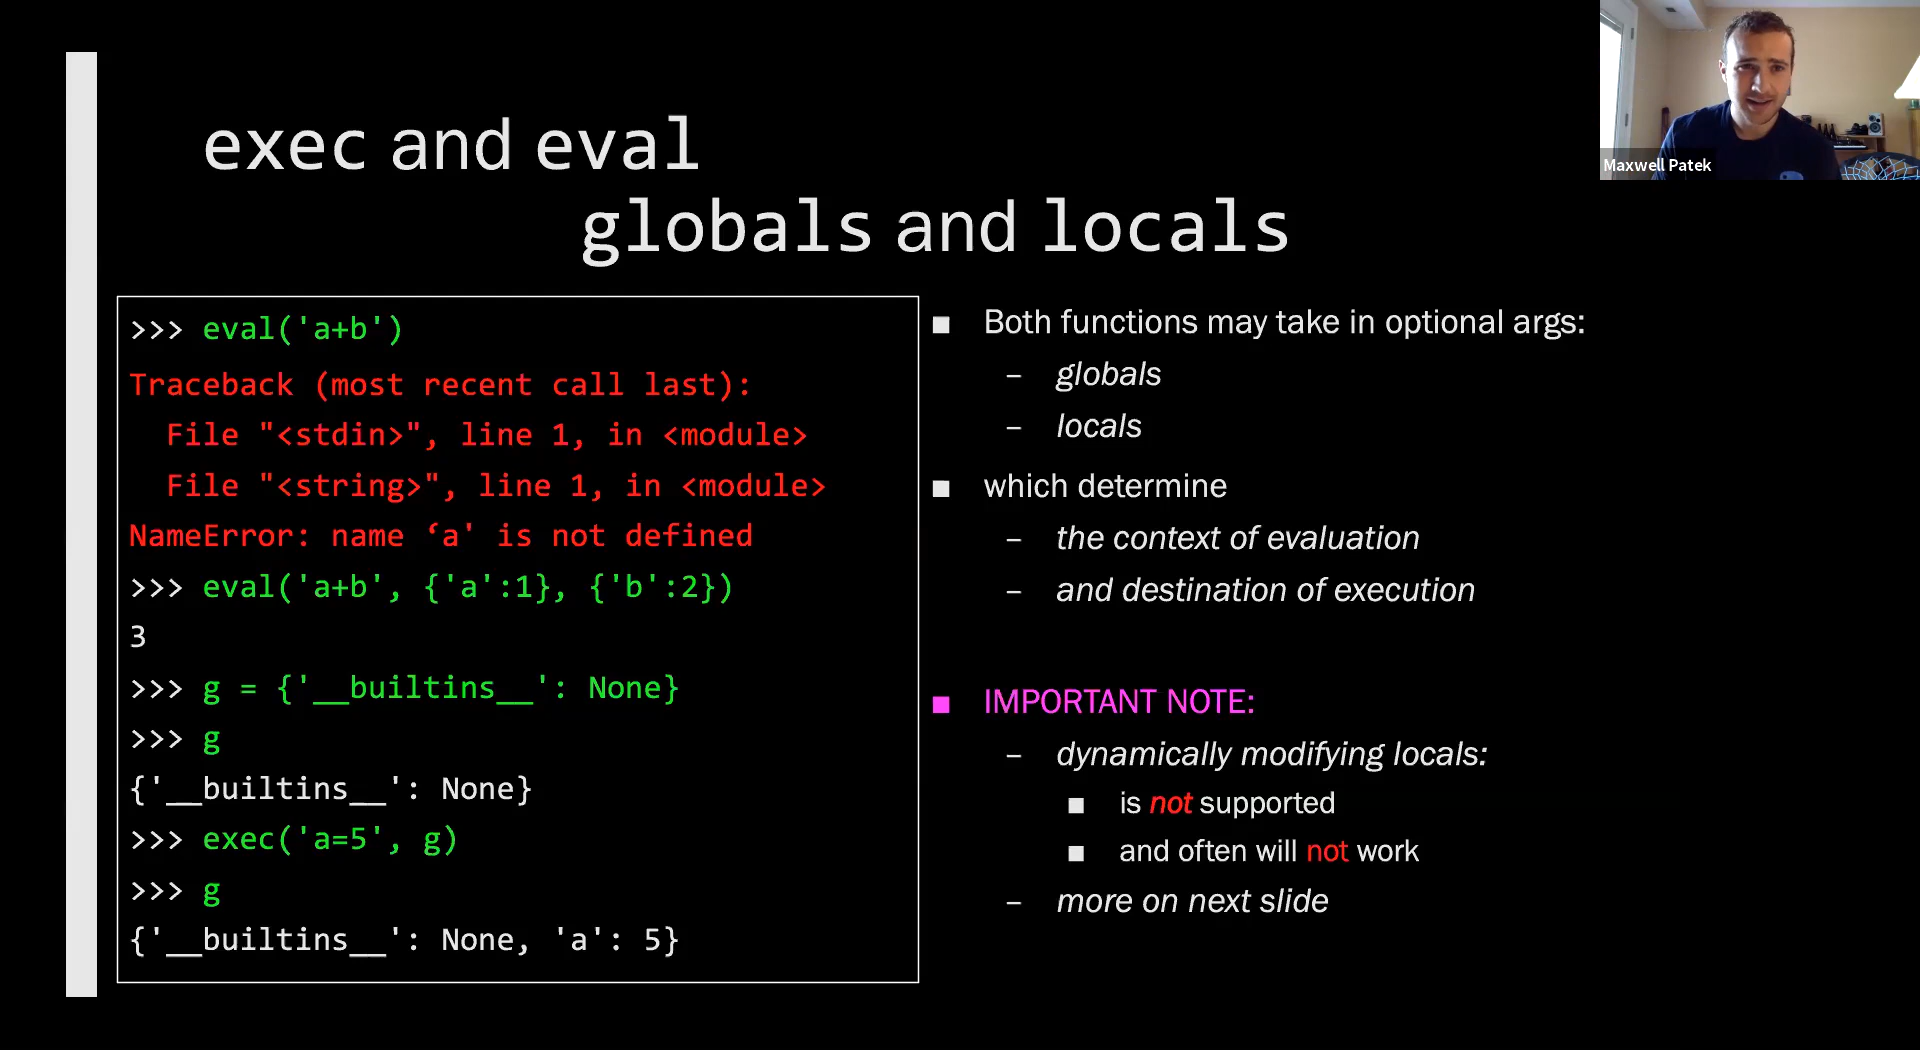 exec and eval
globals and locals
>>> eval('a+b')
Traceback (most recent call last):
  File "<stdin>", line 1, in <module>
  File "<string>", line 1, in <module>
NameError: name ‘a' is not defined
>>> eval('a+b', {'a':1}, {'b':2})
3
>>> g = {'__builtins__': None}
>>> g
{'__builtins__': None}
>>> exec('a=5', g)
>>> g
{'__builtins__': None, 'a': 5}
■ Both functions may take in optional args:
– globals
– locals
■ which determine
– the context of evaluation
– and destination of execution
■ IMPORTANT NOTE:
– dynamically modifying locals:
■ is not supported
■ and often will not work
– more on next slide
Maxwell Patek